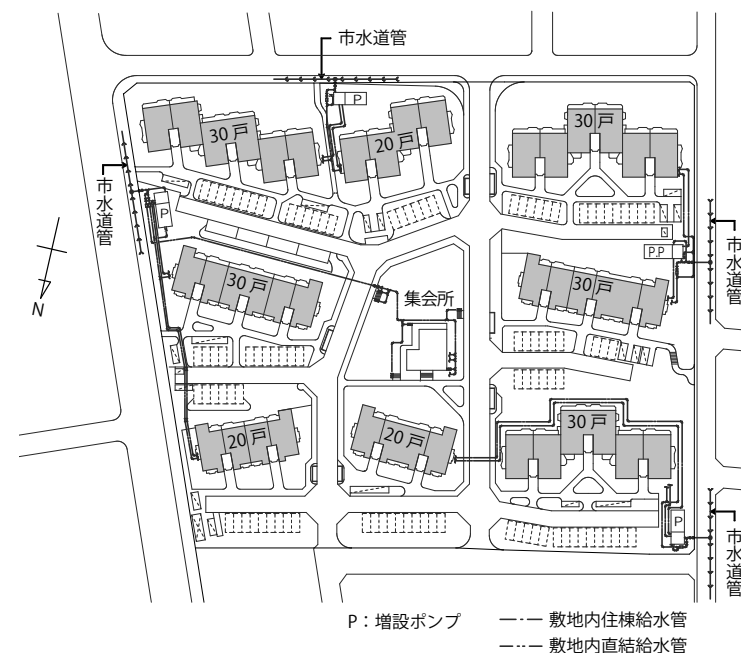 市水道管
P
30戸
20戸
30戸
市水道管
P
P.P
市水道管
30戸
集会所
30戸
N
20戸
20戸
30戸
P
市水道管
P：増設ポンプ
敷地内住棟給水管
敷地内直結給水管